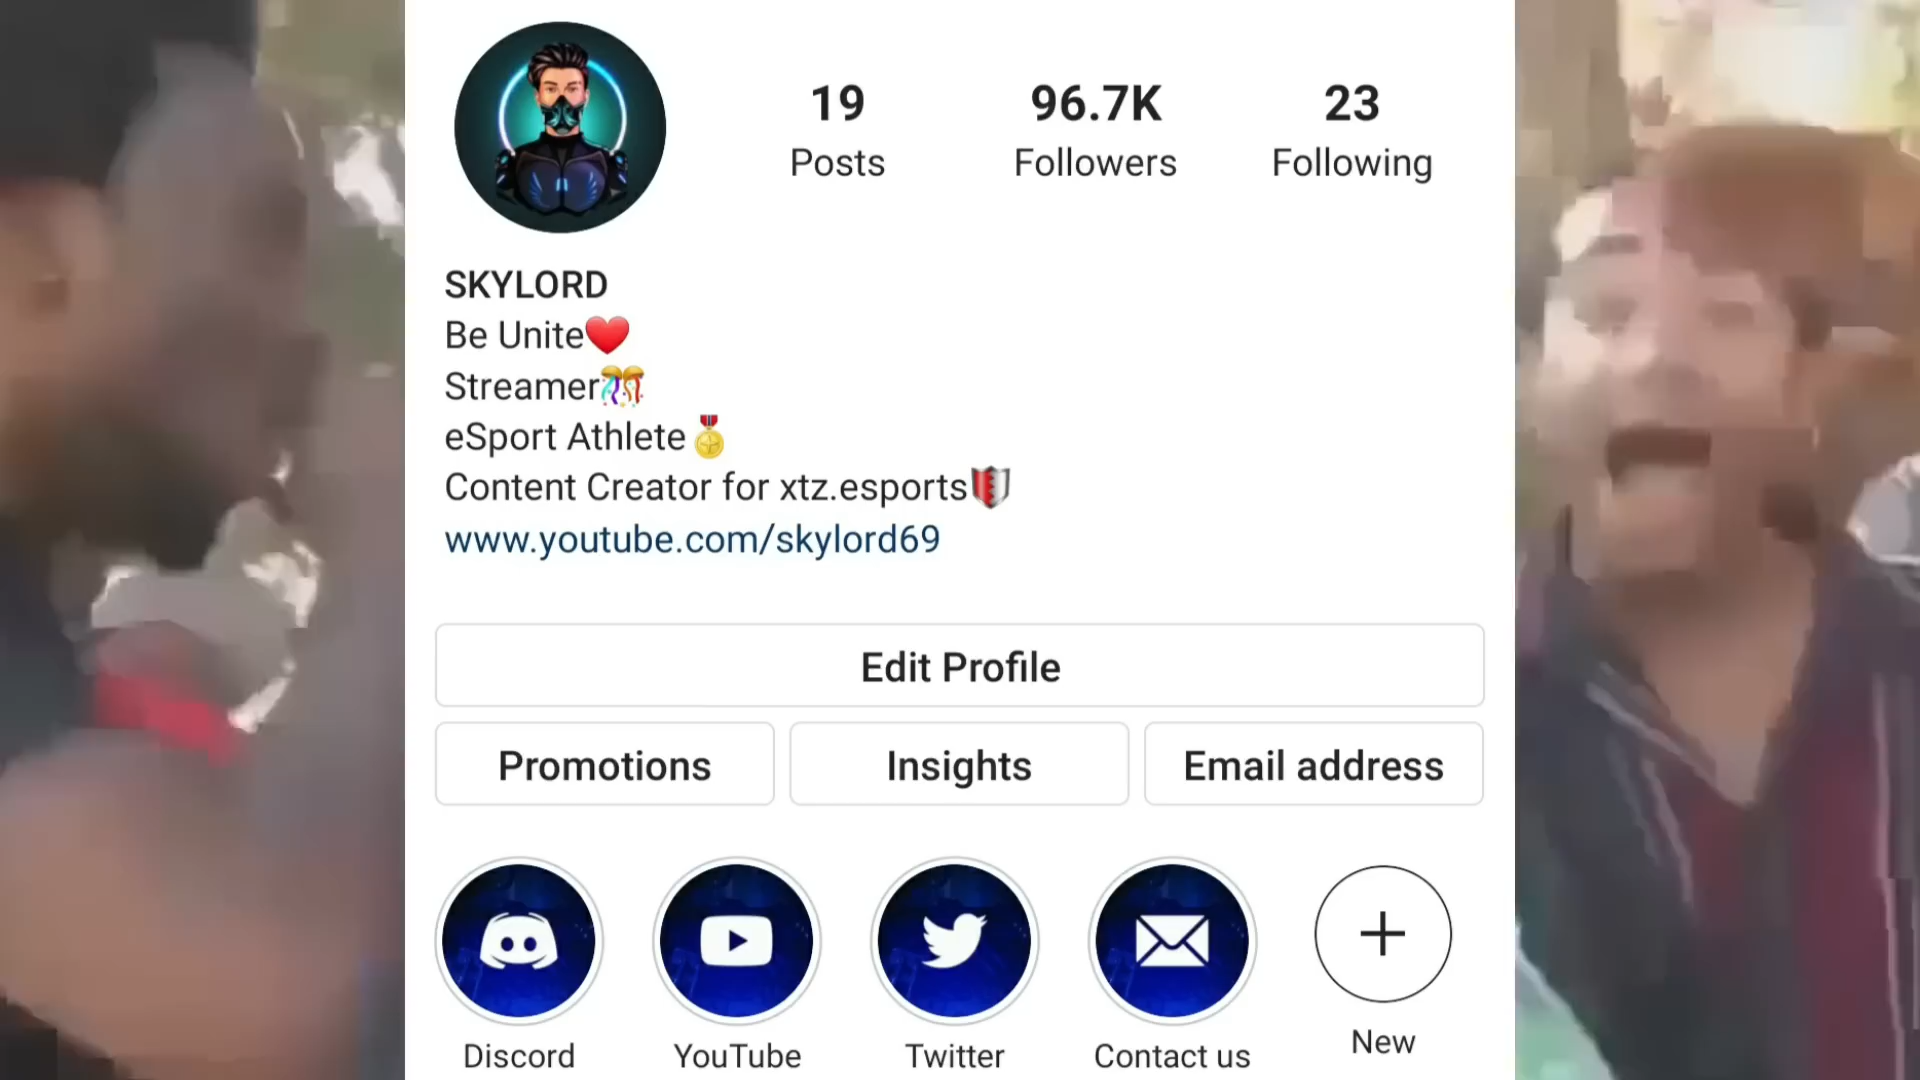 19 96.7K 23
Posts Followers Following
SKYLORD
Be Unite❤️
Streamer🎊
eSport Athlete🏅
Content Creator for xtz.esports
www.youtube.com/skylord69
Edit Profile
Promotions Insights Email address
Discord YouTube Twitter Contact us New